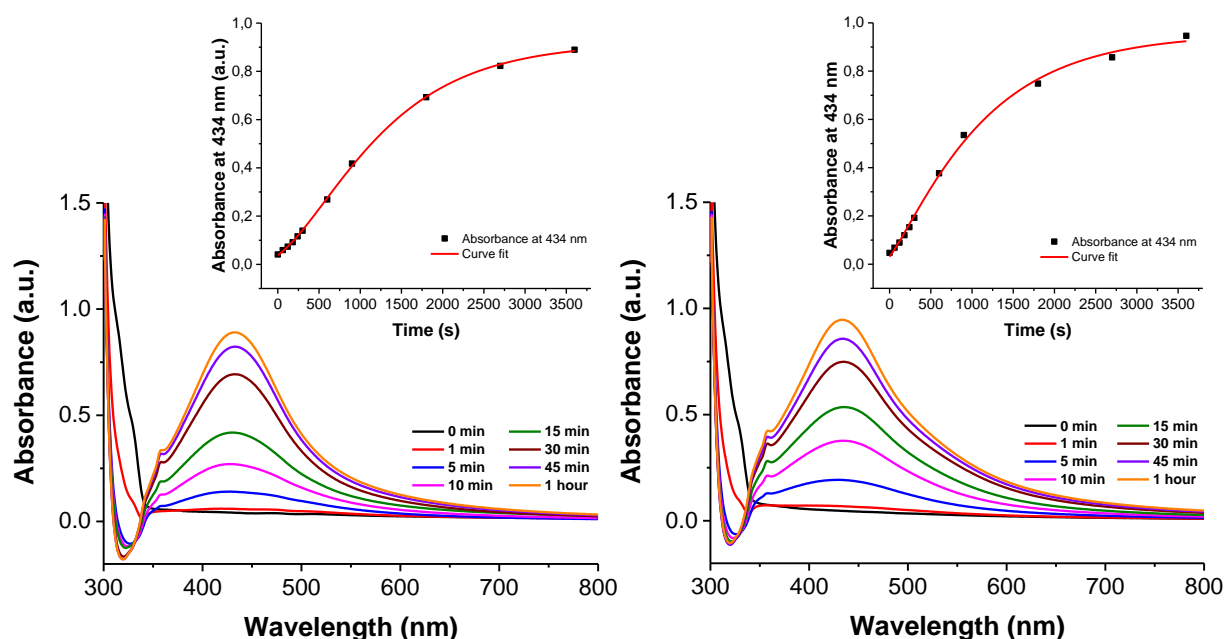 1,0
0,8
0,6
0,4
0,2
0,0
Absorbance at 434 nm (a.u.)
Absorbance at 434 nm
Curve fit
0 500 1000 1500 2000 2500 3000 3500
Time (s)
1.5
1.0
0.5
0.0
Absorbance (a.u.)
0 min 15 min
1 min 30 min
5 min 45 min
10 min 1 hour
300 400 500 600 700 800
Wavelength (nm)
1,0
0,8
0,6
0,4
0,2
0,0
Absorbance at 434 nm
Absorbance at 434 nm
Curve fit
0 500 1000 1500 2000 2500 3000 3500
Time (s)
1.5
1.0
0.5
0.0
Absorbance (a.u.)
0 min 15 min
1 min 30 min
5 min 45 min
10 min 1 hour
300 400 500 600 700 800
Wavelength (nm)